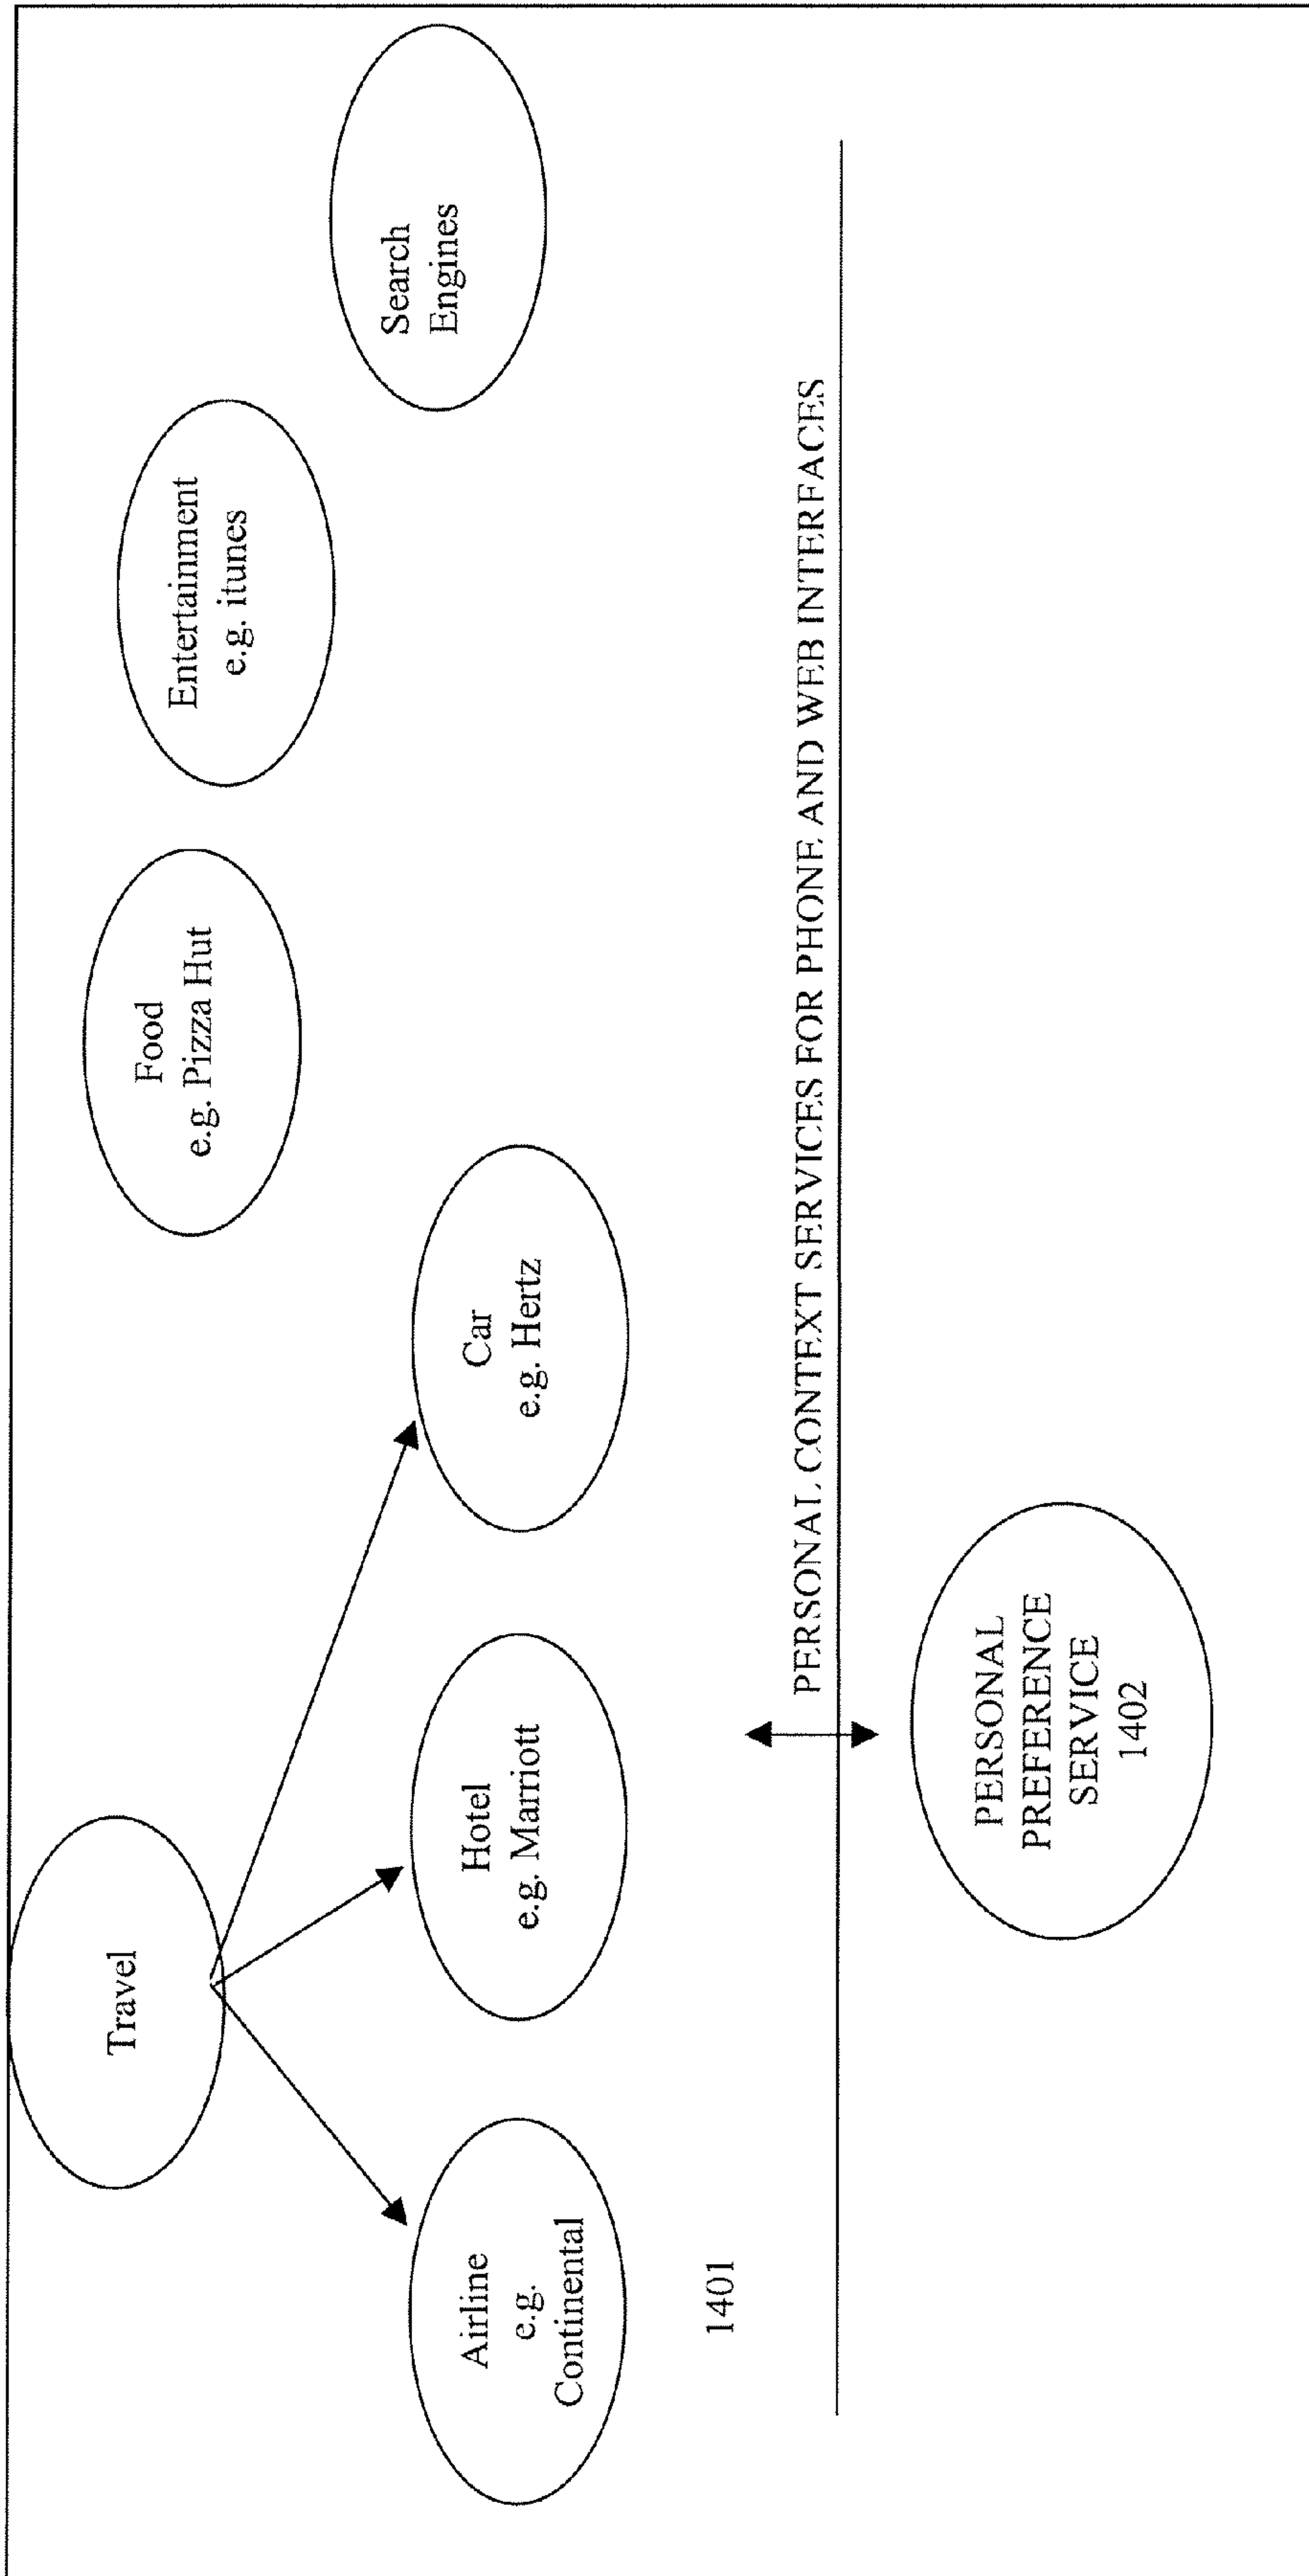 Travel
Food
e.g. Pizza Hut
Entertainment
e.g. itunes
Search
Engines
Airline
e.g.
Continental
Hotel
e.g. Marriott
Car
e.g. Hertz
1401
PERSONAL CONTEXT SERVICES FOR PHONE AND WEB INTERFACES
PERSONAL
PREFERENCE
SERVICE
1402